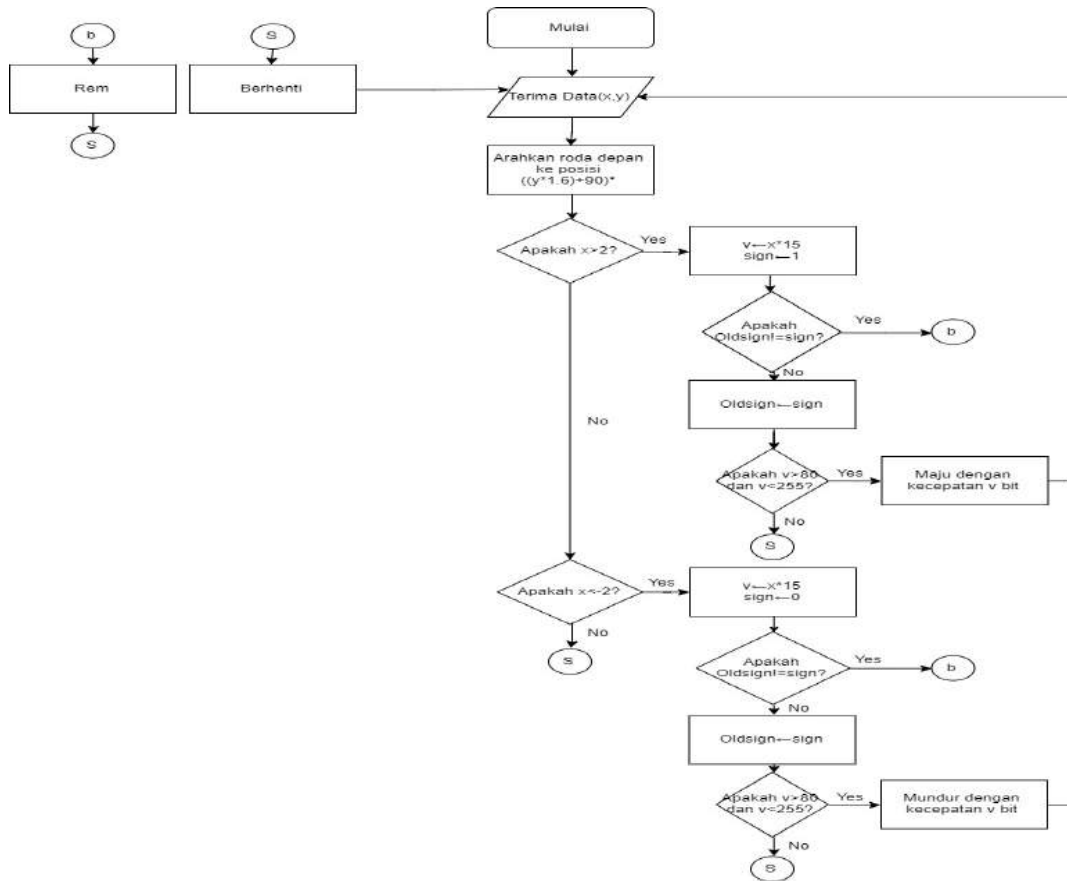 b
Rem
S
S
Berhenti
Mulai
Terima Data(x,y)
Arahkan roda depan
ke posisi
((y*1.6)+90)*
Apakah x>2?
Yes
v←x*15
sign←1
Apakah
Oldsign!=sign?
Yes
b
No
Oldsign←sign
No
Apakah v>80
dan v<255?
Yes
Maju dengan
kecepatan v bit
No
S
Apakah x<-2?
Yes
v←x*15
sign←0
No
S
Apakah
Oldsign!=sign?
Yes
b
No
Oldsign←sign
Apakah v>80
dan v<255?
Yes
Mundur dengan
kecepatan v bit
No
S